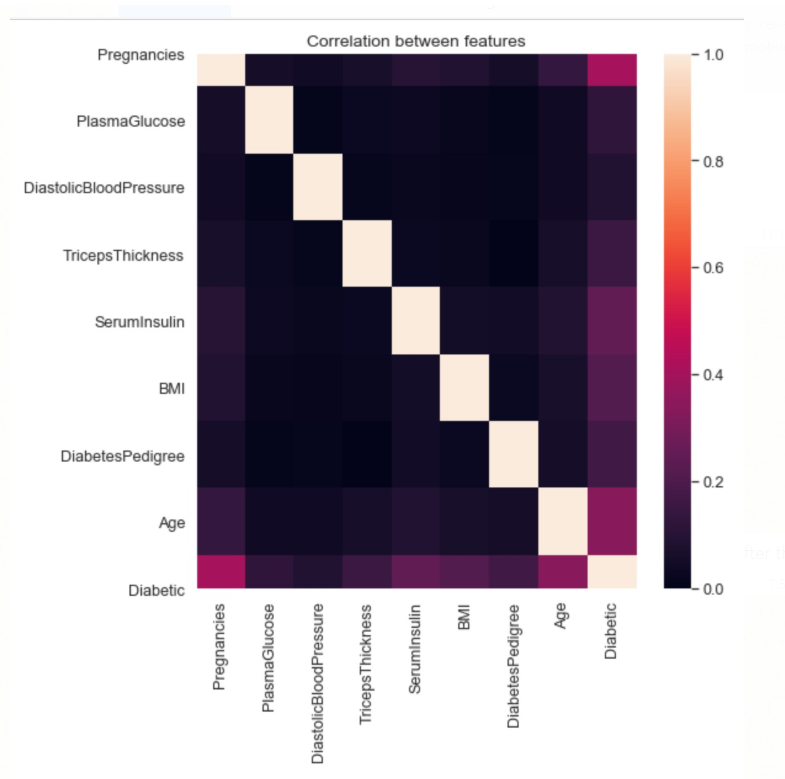 Correlation between features
Pregnancies
PlasmaGlucose
DiastolicBloodPressure
TricepsThickness
SerumInsulin
BMI
DiabetesPedigree
Age
Diabetic
1.0
0.8
0.6
0.4
0.2
0.0
Pregnancies
PlasmaGlucose
DiastolicBloodPressure
TricepsThickness
SerumInsulin
BMI
DiabetesPedigree
Age
Diabetic